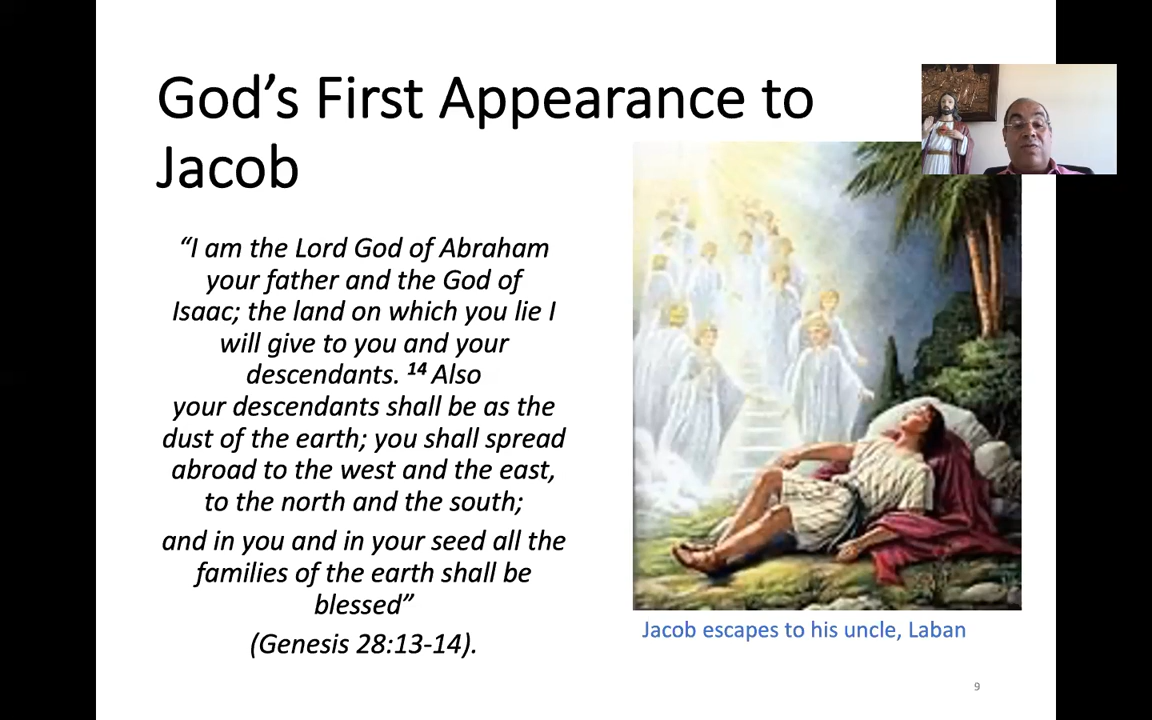 God’s First Appearance to
Jacob
“I am the Lord God of Abraham
your father and the God of
Isaac; the land on which you lie I
will give to you and your
descendants. 14 Also
your descendants shall be as the
dust of the earth; you shall spread
abroad to the west and the east,
to the north and the south;
and in you and in your seed all the
families of the earth shall be
blessed”
(Genesis 28:13-14).
Jacob escapes to his uncle, Laban
9